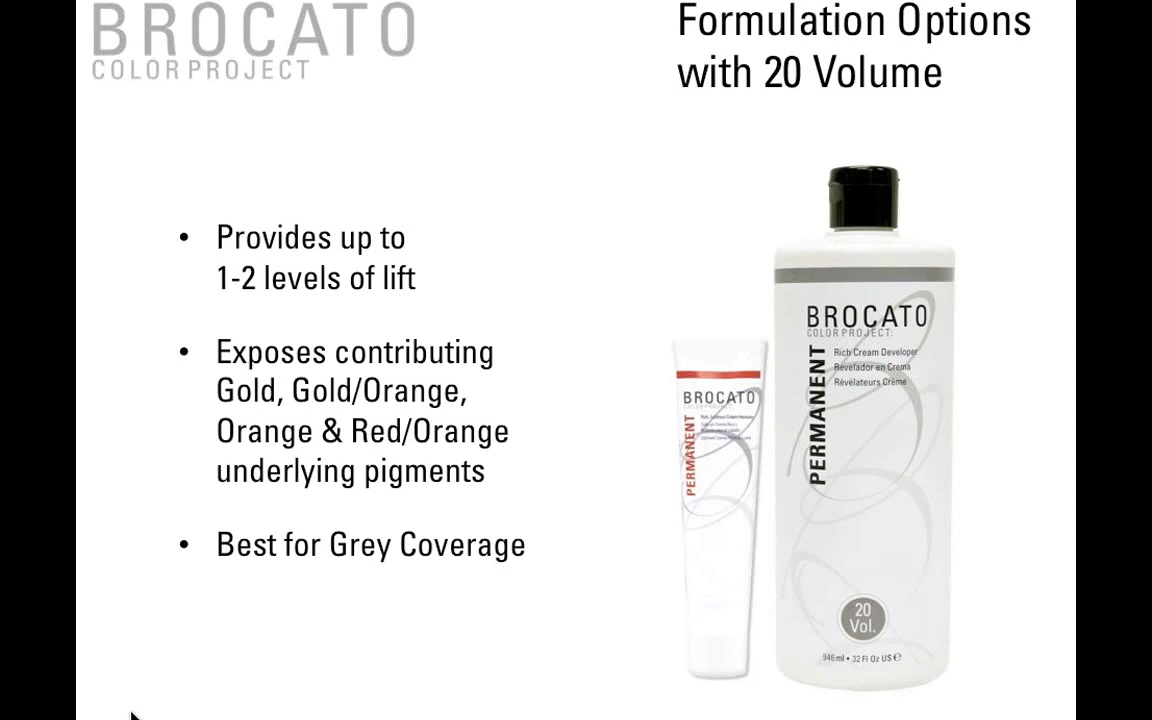 BROCATO
COLOR PROJECT
Formulation Options
with 20 Volume
• Provides up to
1-2 levels of lift
• Exposes contributing
Gold, Gold/Orange,
Orange & Red/Orange
underlying pigments
• Best for Grey Coverage
BROCATO
COLOR PROJECT:
PERMANENT
BROCATO
COLOR PROJECT:
PERMANENT
Rich Cream Developer
Revelador en Crema
Révélateurs Crème
20
Vol.
946 ml • 32 Fl Oz US ℮